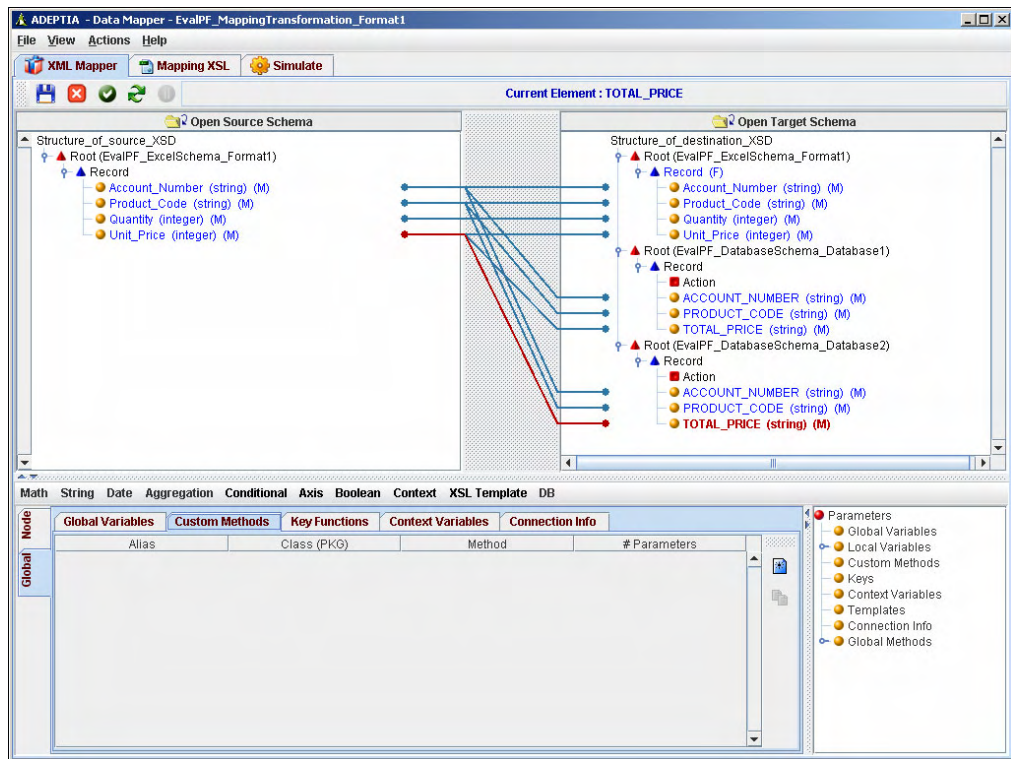 ADEPTIA - Data Mapper - EvalPF_MappingTransformation_Format1
File View Actions Help
XML Mapper Mapping XSL Simulate
Current Element : TOTAL_PRICE
Open Source Schema
Structure_of_source_XSD
Root (EvalPF_ExcelSchema_Format1)
Record
Account_Number (string) (M)
Product_Code (string) (M)
Quantity (integer) (M)
Unit_Price (integer) (M)
Open Target Schema
Structure_of_destination_XSD
Root (EvalPF_ExcelSchema_Format1)
Record (F)
Account_Number (string) (M)
Product_Code (string) (M)
Quantity (integer) (M)
Unit_Price (integer) (M)
Root (EvalPF_DatabaseSchema_Database1)
Record
Action
ACCOUNT_NUMBER (string) (M)
PRODUCT_CODE (string) (M)
TOTAL_PRICE (string) (M)
Root (EvalPF_DatabaseSchema_Database2)
Record
Action
ACCOUNT_NUMBER (string) (M)
PRODUCT_CODE (string) (M)
TOTAL_PRICE (string) (M)
Math String Date Aggregation Conditional Axis Boolean Context XSL Template DB
Node
Global
Global Variables Custom Methods Key Functions Context Variables Connection Info
Alias Class (PKG) Method # Parameters
Parameters
Global Variables
Local Variables
Custom Methods
Keys
Context Variables
Templates
Connection Info
Global Methods